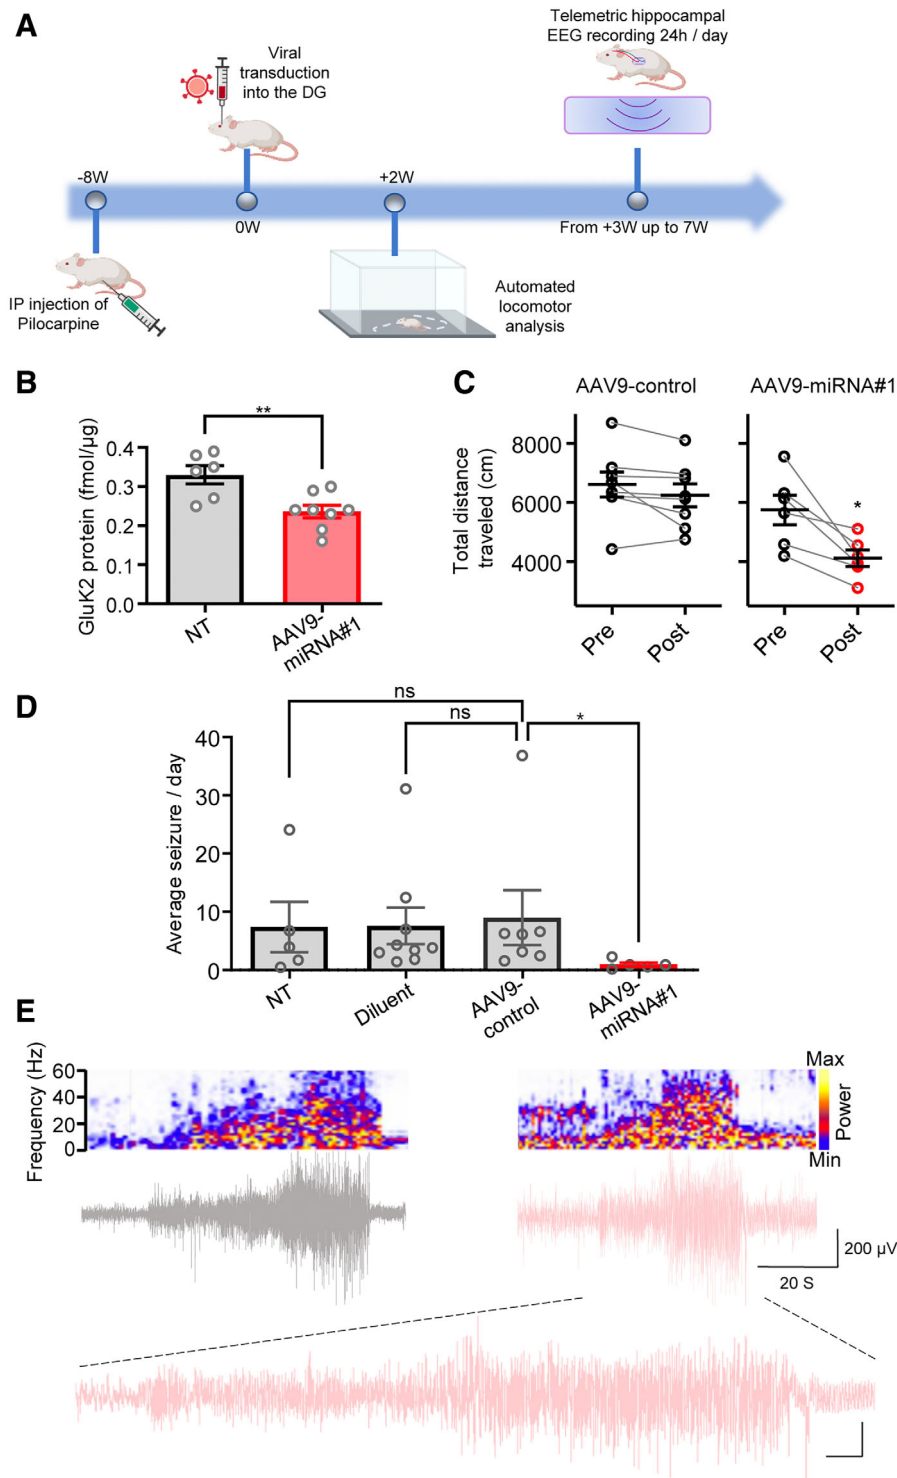 A
Viral
transduction
into the DG
Telemetric hippocampal
EEG recording 24h / day
-8W
0W
+2W
From +3W up to 7W
IP injection of
Pilocarpine
Automated
locomotor
analysis
B
GluK2 protein (fmol/µg)
0.4
0.3
0.2
0.1
0.0
**
NT
AAV9-
miRNA#1
C
AAV9-control
AAV9-miRNA#1
Total distance
traveled (cm)
8000
6000
4000
*
Pre
Post
Pre
Post
D
Average seizure / day
40
30
20
10
0
ns
ns
*
NT
Diluent
AAV9-
control
AAV9-
miRNA#1
E
Frequency (Hz)
60
40
20
0
Max
Power
Min
200 µV
20 S